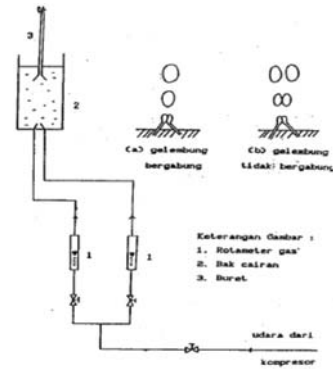 3
2
(a) gelembung
bergabung
(b) gelembung
tidak bergabung
1
1
Keterangan Gambar :
1. Rotameter gas
2. Bak cairan
3. Buret
udara dari
kompresor